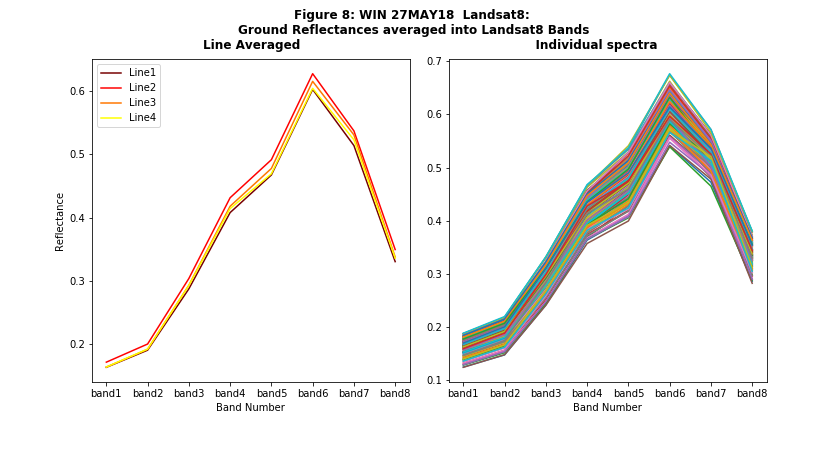 Figure 8: WIN 27MAY18 Landsat8:
Ground Reflectances averaged into Landsat8 Bands
Line Averaged
Individual spectra
Line1
Line2
Line3
Line4
0.6
0.5
0.4
0.3
0.2
Reflectance
band1 band2 band3 band4 band5 band6 band7 band8
Band Number
0.7
0.6
0.5
0.4
0.3
0.2
0.1
band1 band2 band3 band4 band5 band6 band7 band8
Band Number